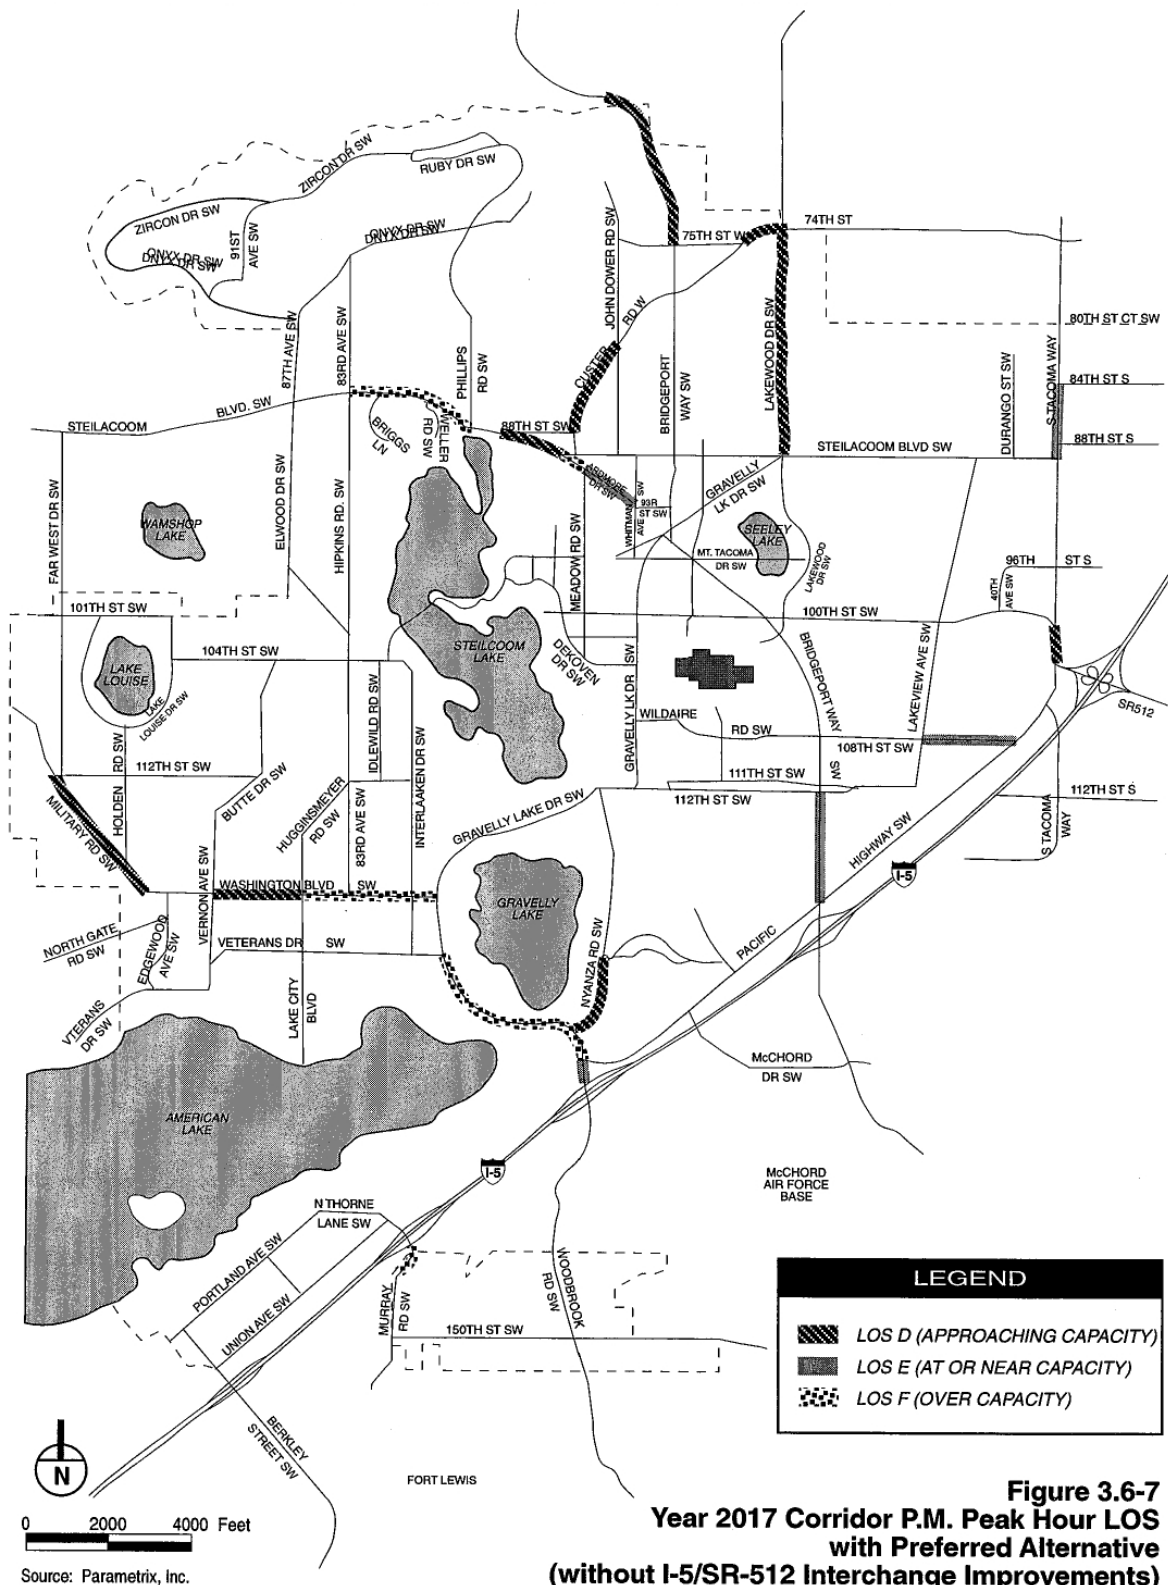 ZIRCON DR SW
RUBY DR SW
ZIRCON DR SW
91ST
AVE SW
ONYX DR SW
DNYX DR SW
ONYX DR SW
DNYX DR SW
JOHN DOWER RD SW
75TH ST W
74TH ST
RD W
80TH ST CT SW
87TH AVE SW
83RD AVE SW
PHILLIPS
RD SW
CUSTER
BRIDGEPORT
WAY SW
LAKEWOOD DR SW
DURANGO ST SW
S TACOMA WAY
84TH ST S
88TH ST S
STEILACOOM
BLVD. SW
BRIGGS
LN
WELLER
RD SW
88TH ST SW
STEILACOOM BLVD SW
ARDMORE
DR SW
GRAVELLY
LK DR SW
WHITMAN
AVE SW
93R
ST SW
FAR WEST DR SW
WAMSHOP
LAKE
ELWOOD DR SW
HIPKINS RD. SW
MEADOW RD SW
MT. TACOMA
DR SW
SEELEY
LAKE
LAKEWOOD
DR SW
96TH
ST S
40TH
AVE SW
101TH ST SW
100TH ST SW
104TH ST SW
LAKE
LOUISE
LAKE
LOUISE DR SW
STEILCOOM
LAKE
DEKOVEN
DR SW
GRAVELLY LK DR SW
BRIDGEPORT WAY
SW
LAKEVIEW AVE SW
SR512
IDLEWILD RD SW
INTERLAAKEN DR SW
WILDAIRE
RD SW
108TH ST SW
HOLDEN RD SW
112TH ST SW
BUTTE DR SW
HUGGINSMEYER
RD SW
83RD AVE SW
GRAVELLY LAKE DR SW
111TH ST SW
112TH ST SW
112TH ST S
S TACOMA
WAY
MILITARY RD SW
HIGHWAY SW
I-5
VERNON AVE SW
WASHINGTON BLVD SW
GRAVELLY
LAKE
NORTH GATE
RD SW
EDGEWOOD
AVE SW
VETERANS DR SW
NYANZA RD SW
PACIFIC
VTERANS
DR SW
LAKE CITY
BLVD
McCHORD
DR SW
AMERICAN
LAKE
I-5
McCHORD
AIR FORCE
BASE
N THORNE
LANE SW
PORTLAND AVE SW
UNION AVE SW
MURRAY
RD SW
WOODBROOK
RD SW
150TH ST SW
BERKLEY
STREET SW
FORT LEWIS
LEGEND
LOS D (APPROACHING CAPACITY)
LOS E (AT OR NEAR CAPACITY)
LOS F (OVER CAPACITY)
N
0 2000 4000 Feet
Source: Parametrix, Inc.
Figure 3.6-7
Year 2017 Corridor P.M. Peak Hour LOS
with Preferred Alternative
(without I-5/SR-512 Interchange Improvements)